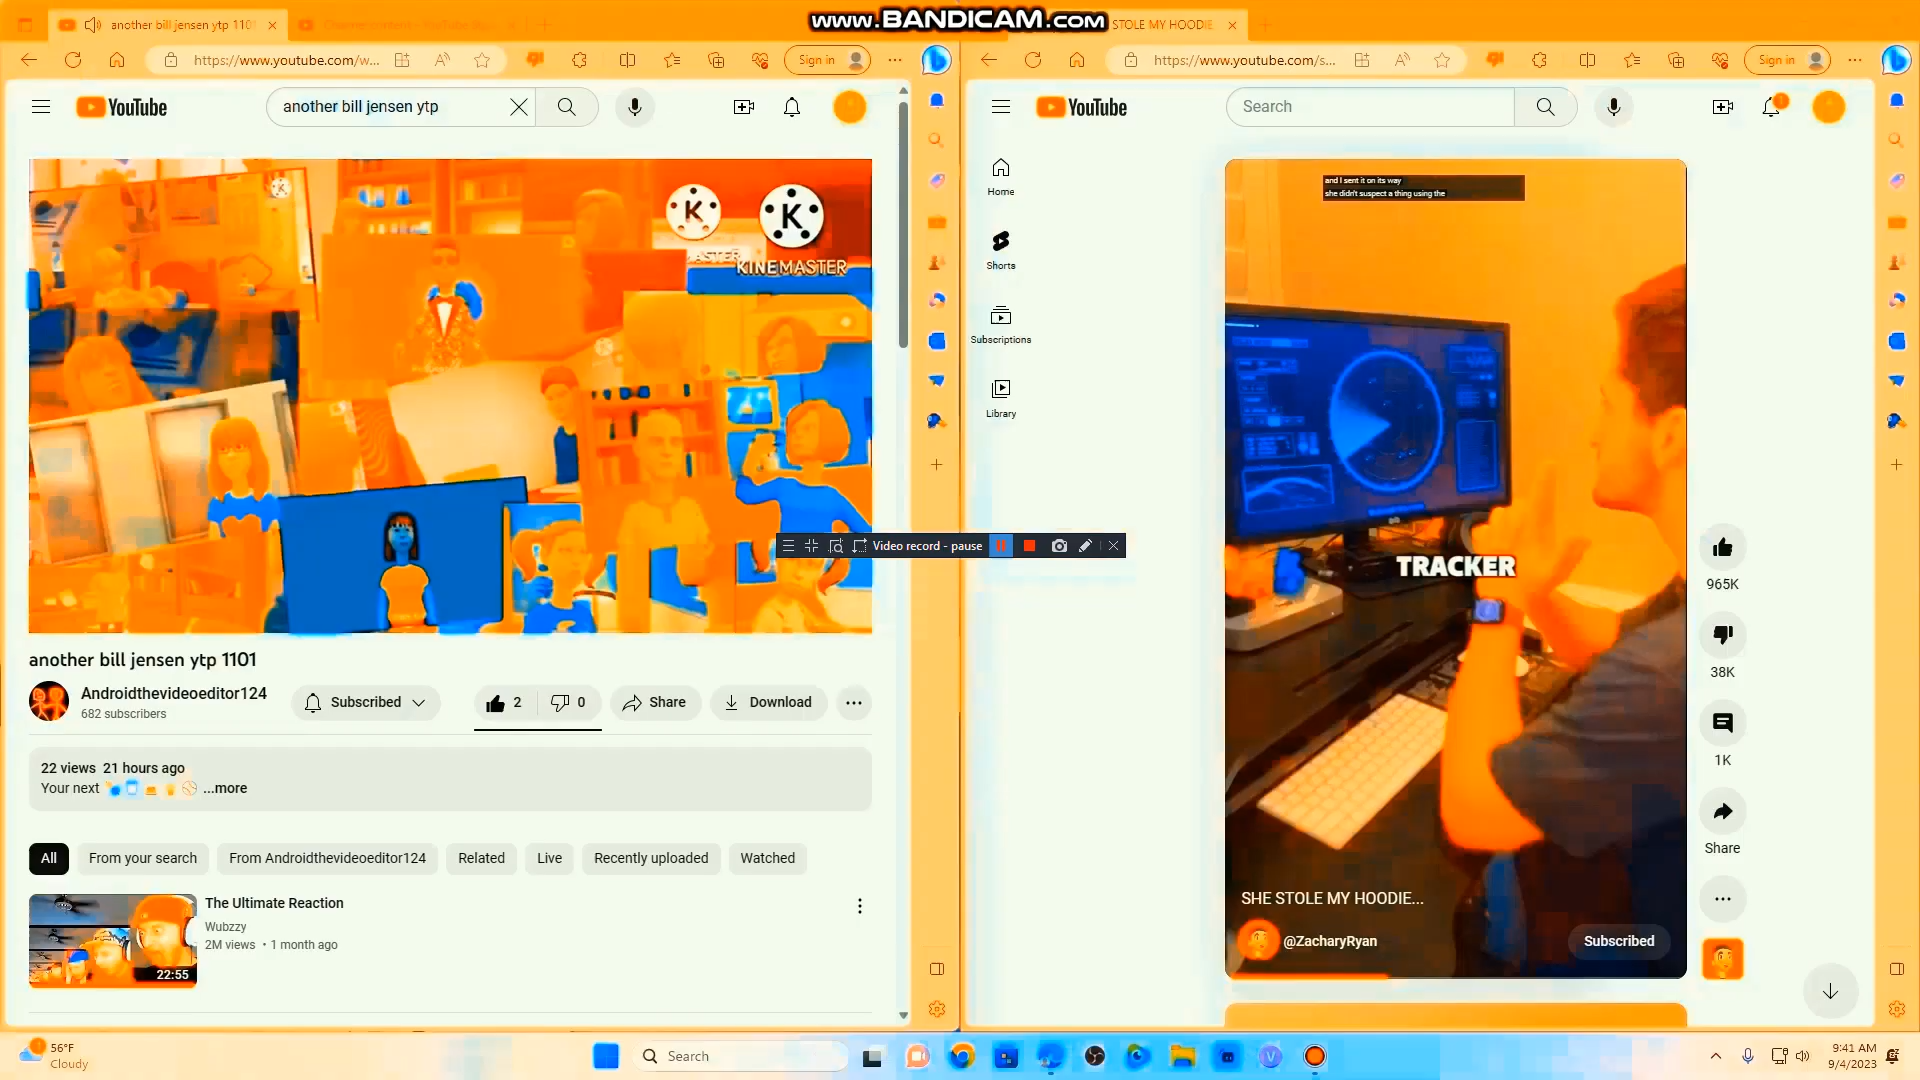 www.BANDICAM.com
another bill jensen ytp 110
STOLE MY HOODIE
https://www.youtube.com/w...
Sign in
https://www.youtube.com/s...
Sign in
YouTube
another bill jensen ytp
YouTube
Search
Home
Shorts
Subscriptions
Library
KINEMASTER
and I sent it on its way
she didn't suspect a thing using the
Video record - pause
TRACKER
another bill jensen ytp 1101
Androidthevideoeditor124
682 subscribers
Subscribed
2
0
Share
Download
22 views 21 hours ago
Your next
...more
All
From your search
From Androidthevideoeditor124
Related
Live
Recently uploaded
Watched
The Ultimate Reaction
Wubzzy
2M views • 1 month ago
22:55
965K
38K
1K
Share
SHE STOLE MY HOODIE...
@ZacharyRyan
Subscribed
56°F
Cloudy
Search
9:41 AM
9/4/2023